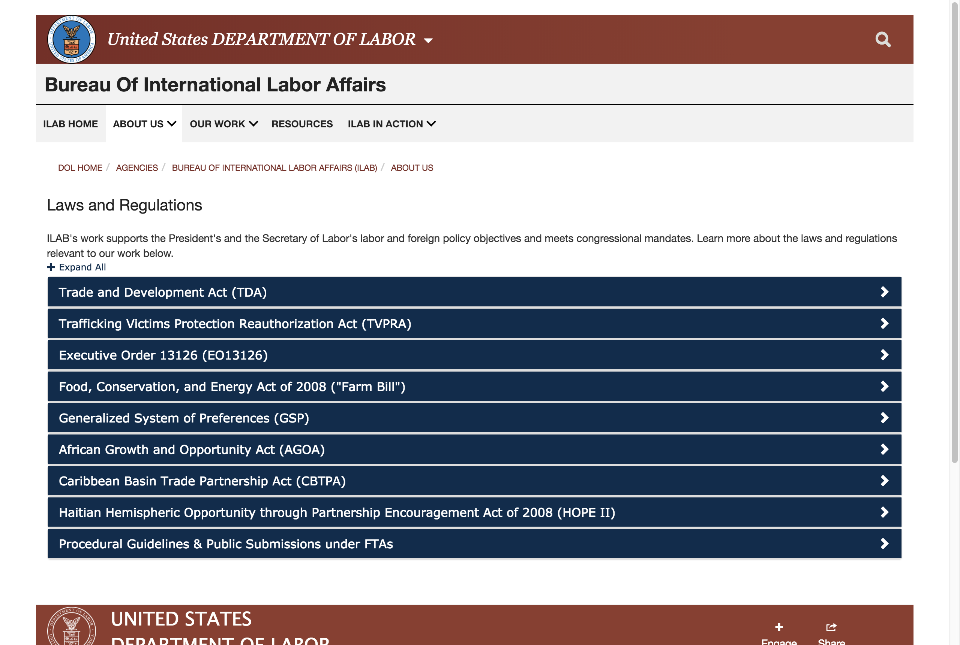 United States DEPARTMENT OF LABOR
Bureau Of International Labor Affairs
ILAB HOME ABOUT US OUR WORK RESOURCES ILAB IN ACTION
DOL HOME / AGENCIES / BUREAU OF INTERNATIONAL LABOR AFFAIRS (ILAB) / ABOUT US
Laws and Regulations
ILAB's work supports the President's and the Secretary of Labor's labor and foreign policy objectives and meets congressional mandates. Learn more about the laws and regulations
relevant to our work below.
+ Expand All
Trade and Development Act (TDA)
Trafficking Victims Protection Reauthorization Act (TVPRA)
Executive Order 13126 (EO13126)
Food, Conservation, and Energy Act of 2008 ("Farm Bill")
Generalized System of Preferences (GSP)
African Growth and Opportunity Act (AGOA)
Caribbean Basin Trade Partnership Act (CBTPA)
Haitian Hemispheric Opportunity through Partnership Encouragement Act of 2008 (HOPE II)
Procedural Guidelines & Public Submissions under FTAs
UNITED STATES
DEPARTMENT OF LABOR
Engage Share